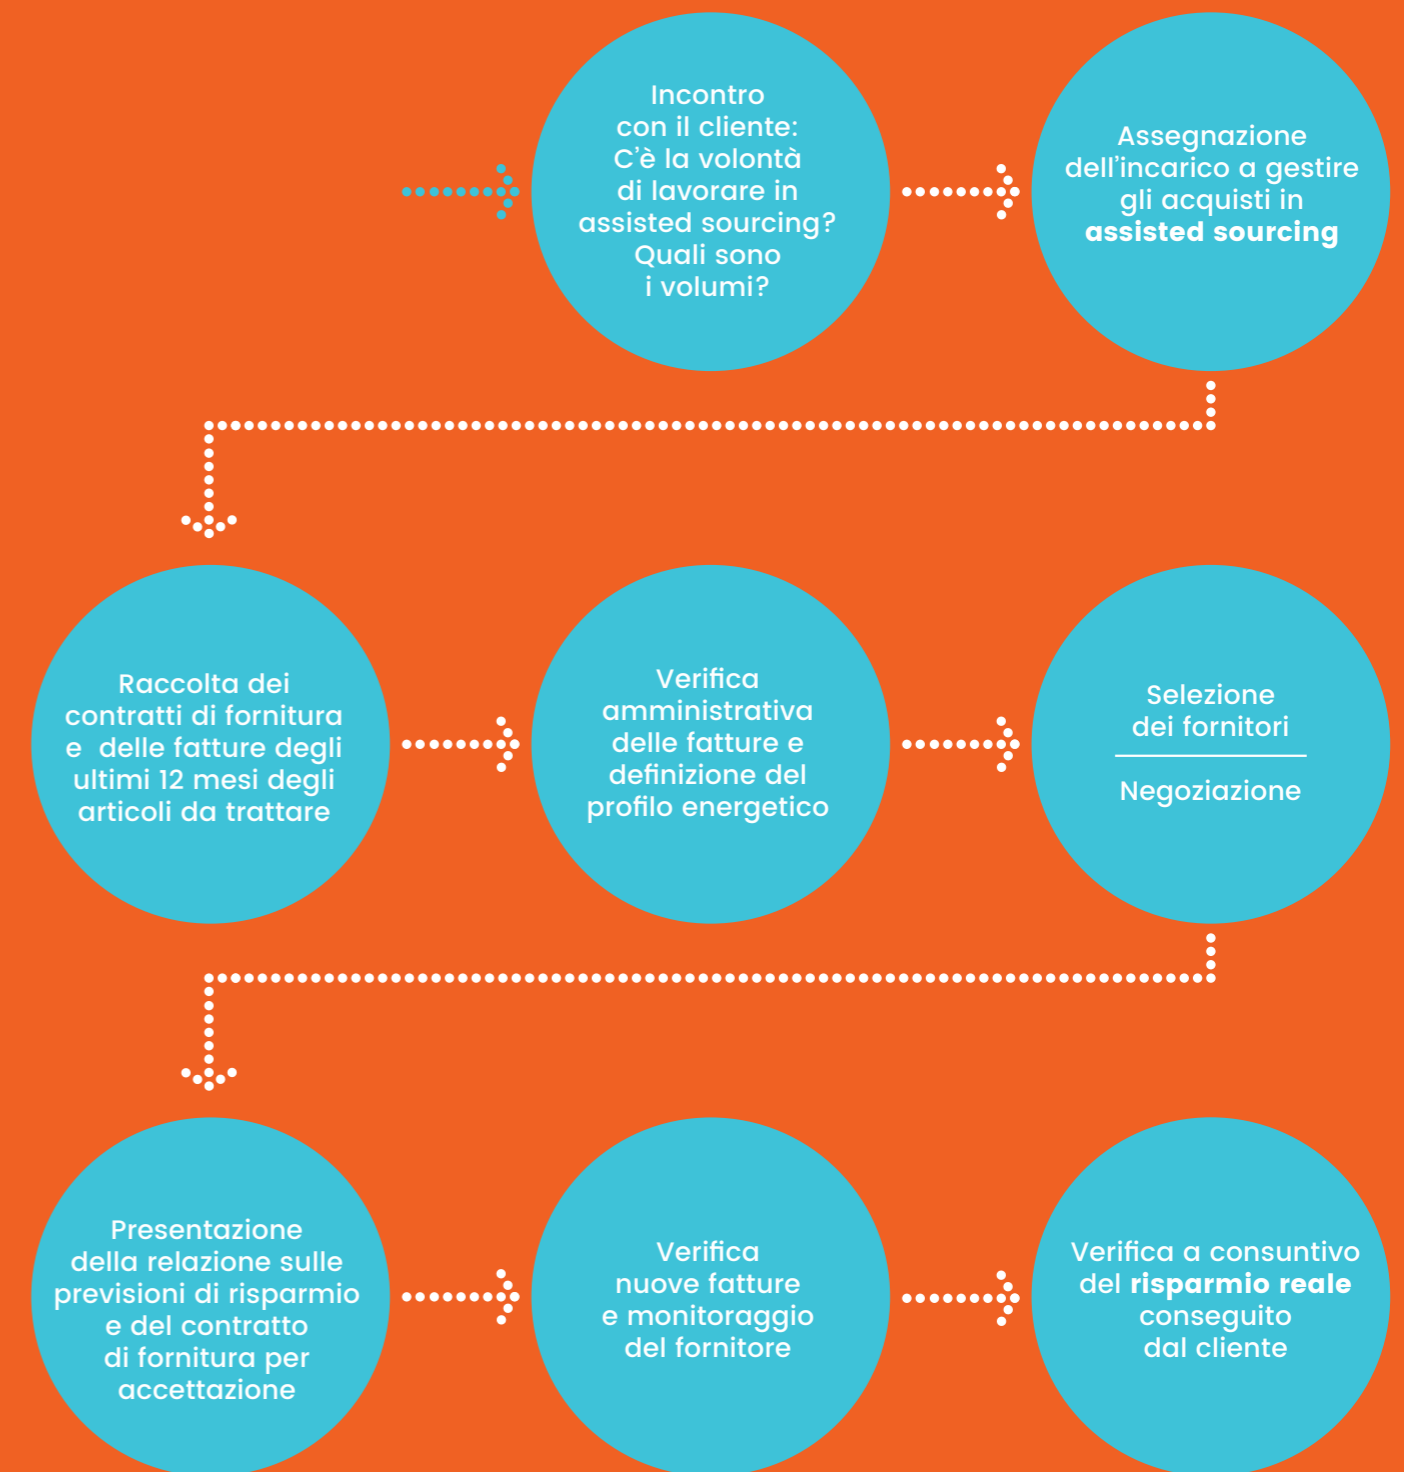 Incontro
con il cliente:
C'è la volontà
di lavorare in
assisted sourcing?
Quali sono
i volumi?
Assegnazione
dell'incarico a gestire
gli acquisti in
assisted sourcing
Raccolta dei
contratti di fornitura
e  delle fatture degli
ultimi 12 mesi degli
articoli da trattare
Verifica
amministrativa
delle fatture e
definizione del
profilo energetico
Selezione
dei fornitori
Negoziazione
Presentazione
della relazione sulle
previsioni di risparmio
e del contratto
di fornitura per
accettazione
Verifica
nuove fatture
e monitoraggio
del fornitore
Verifica a consuntivo
del risparmio reale
conseguito
dal cliente